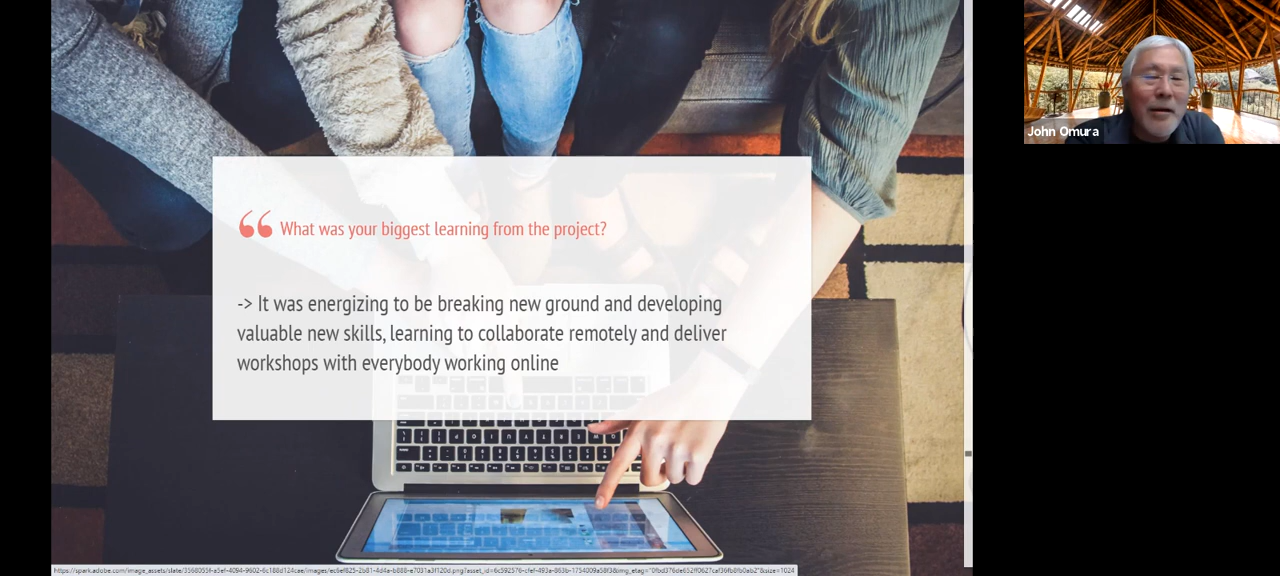 John Omura
“ What was your biggest learning from the project?
-> It was energizing to be breaking new ground and developing
valuable new skills, learning to collaborate remotely and deliver
workshops with everybody working online